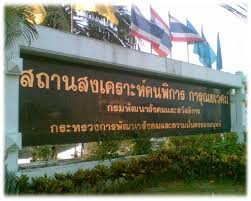 สถานสงเคราะห์คนพิการ การุณยเวศม์
กรมพัฒนาสังคมและสวัสดิการ
กระทรวงการพัฒนาสังคมและความมั่นคงของมนุษย์